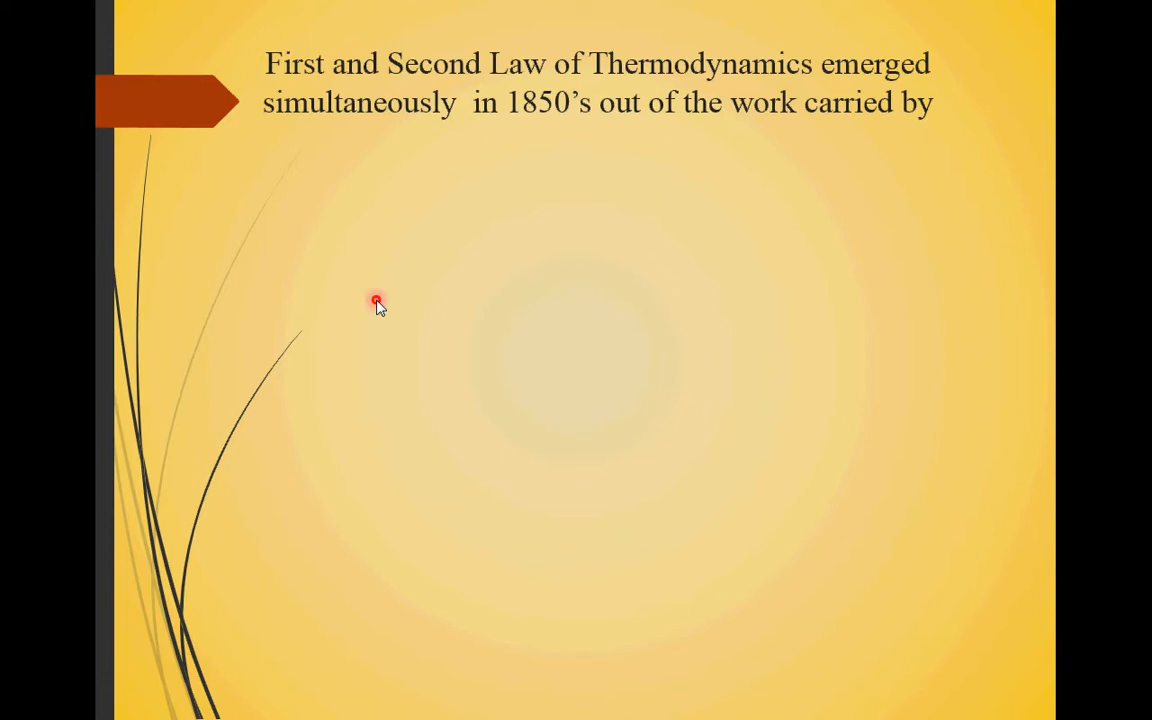 First and Second Law of Thermodynamics emerged
simultaneously  in 1850’s out of the work carried by